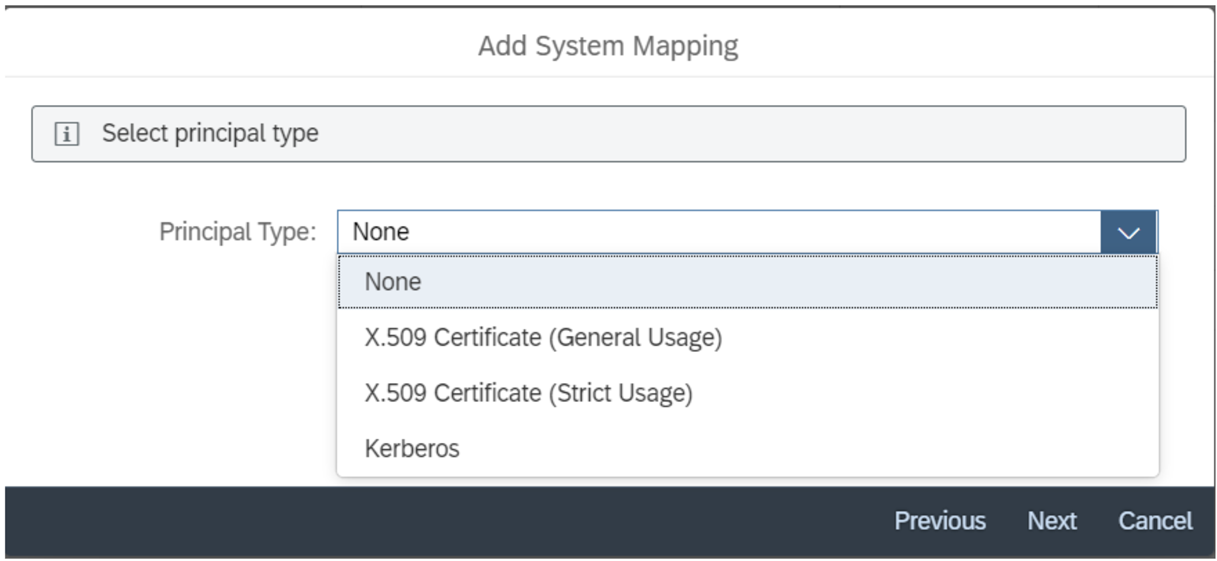 Add System Mapping
Select principal type
Principal Type: None
None
X.509 Certificate (General Usage)
X.509 Certificate (Strict Usage)
Kerberos
Previous Next Cancel